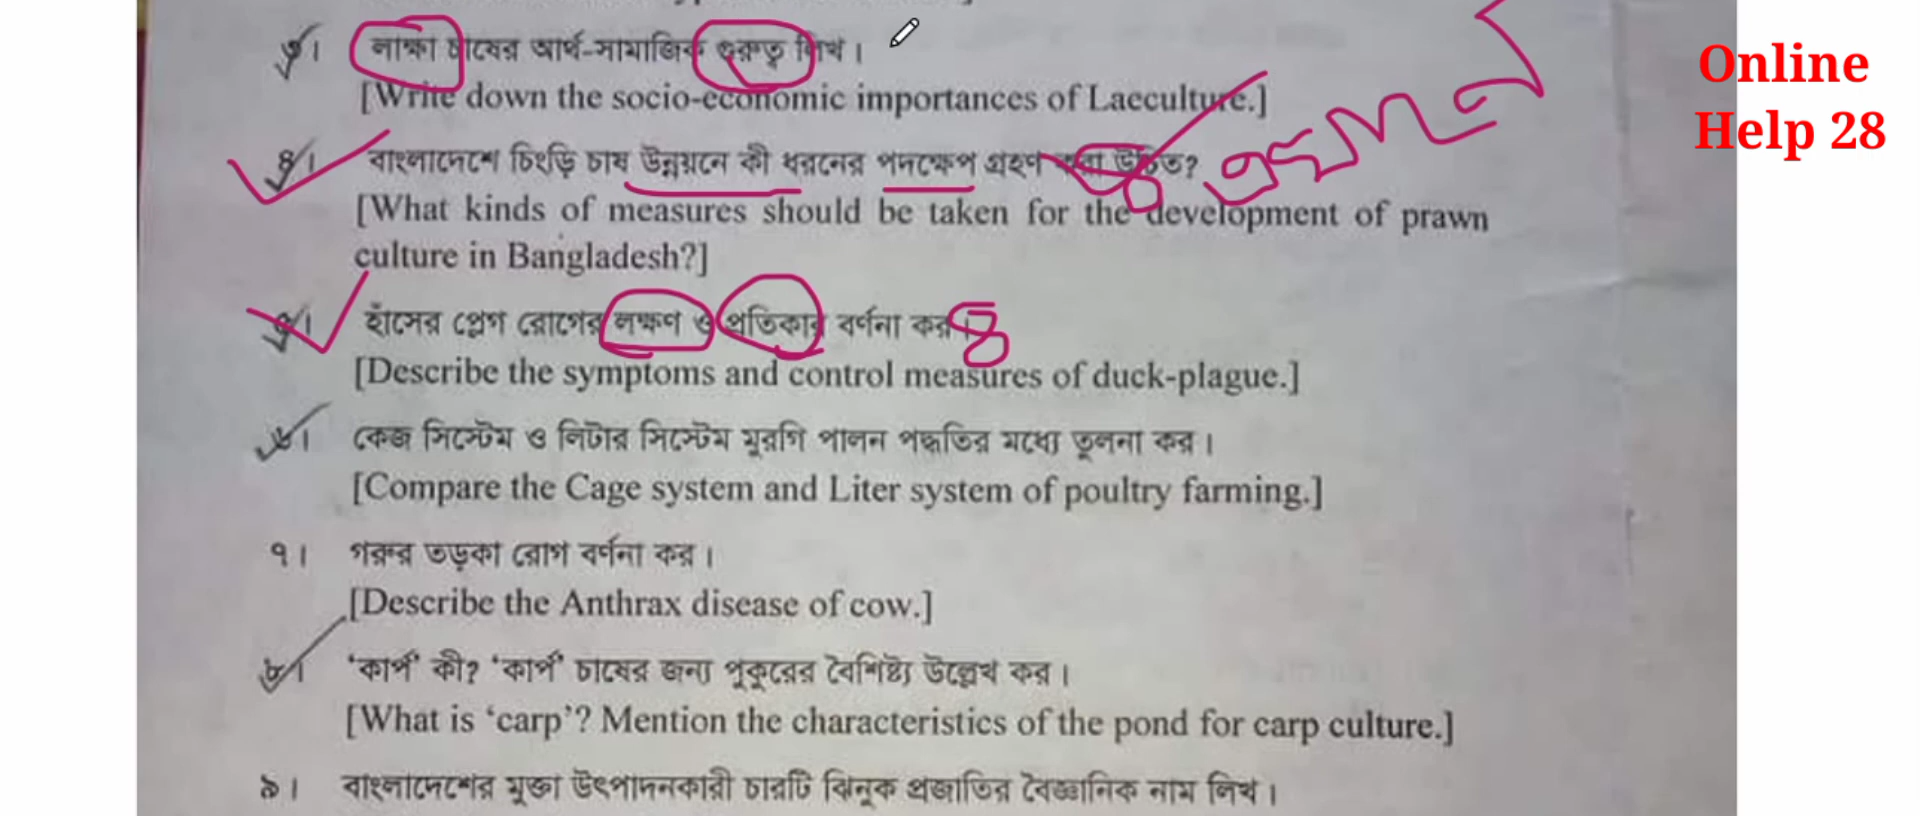 ৩। লাক্ষা চাষের আর্থ-সামাজিক গুরুত্ব লিখ।
[Write down the socio-economic importances of Laeculture.]
Online
Help 28
৪। বাংলাদেশে চিংড়ি চাষ উন্নয়নে কী ধরনের পদক্ষেপ গ্রহণ করা উচিত?
[What kinds of measures should be taken for the development of prawn
culture in Bangladesh?]
৫। হাঁসের প্লেগ রোগের লক্ষণ ও প্রতিকার বর্ণনা কর।
[Describe the symptoms and control measures of duck-plague.]
৬। কেজ সিস্টেম ও লিটার সিস্টেম মুরগি পালন পদ্ধতির মধ্যে তুলনা কর।
[Compare the Cage system and Liter system of poultry farming.]
৭। গরুর তড়কা রোগ বর্ণনা কর।
[Describe the Anthrax disease of cow.]
৮। ‘কার্প’ কী? ‘কার্প’ চাষের জন্য পুকুরের বৈশিষ্ট্য উল্লেখ কর।
[What is ‘carp’? Mention the characteristics of the pond for carp culture.]
৯। বাংলাদেশের মুক্তা উৎপাদনকারী চারটি ঝিনুক প্রজাতির বৈজ্ঞানিক নাম লিখ।